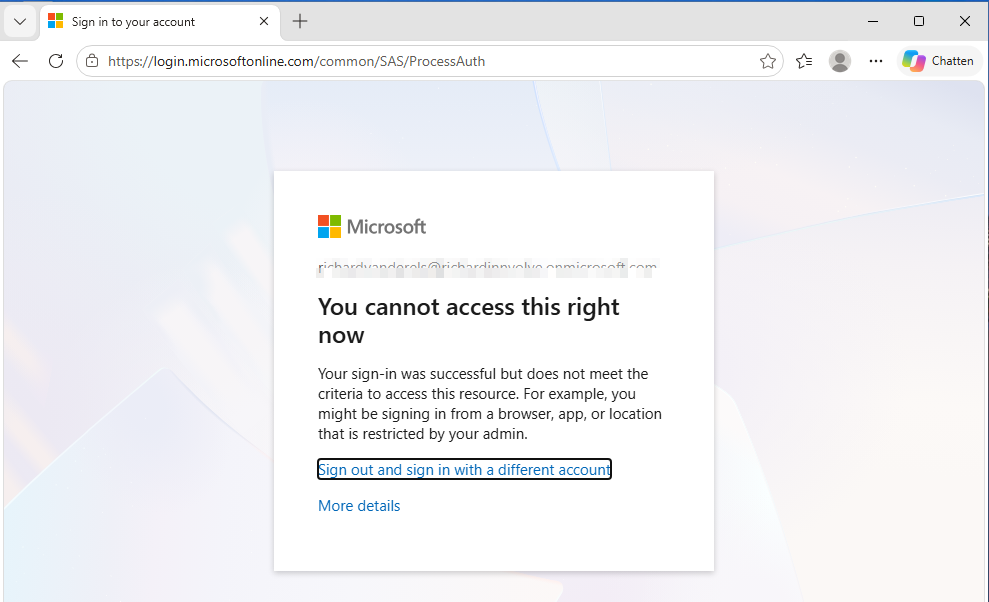 Sign in to your account
https://login.microsoftonline.com/common/SAS/ProcessAuth
Chatten
Microsoft
You cannot access this right
now
Your sign-in was successful but does not meet the
criteria to access this resource. For example, you
might be signing in from a browser, app, or location
that is restricted by your admin.
Sign out and sign in with a different account
More details